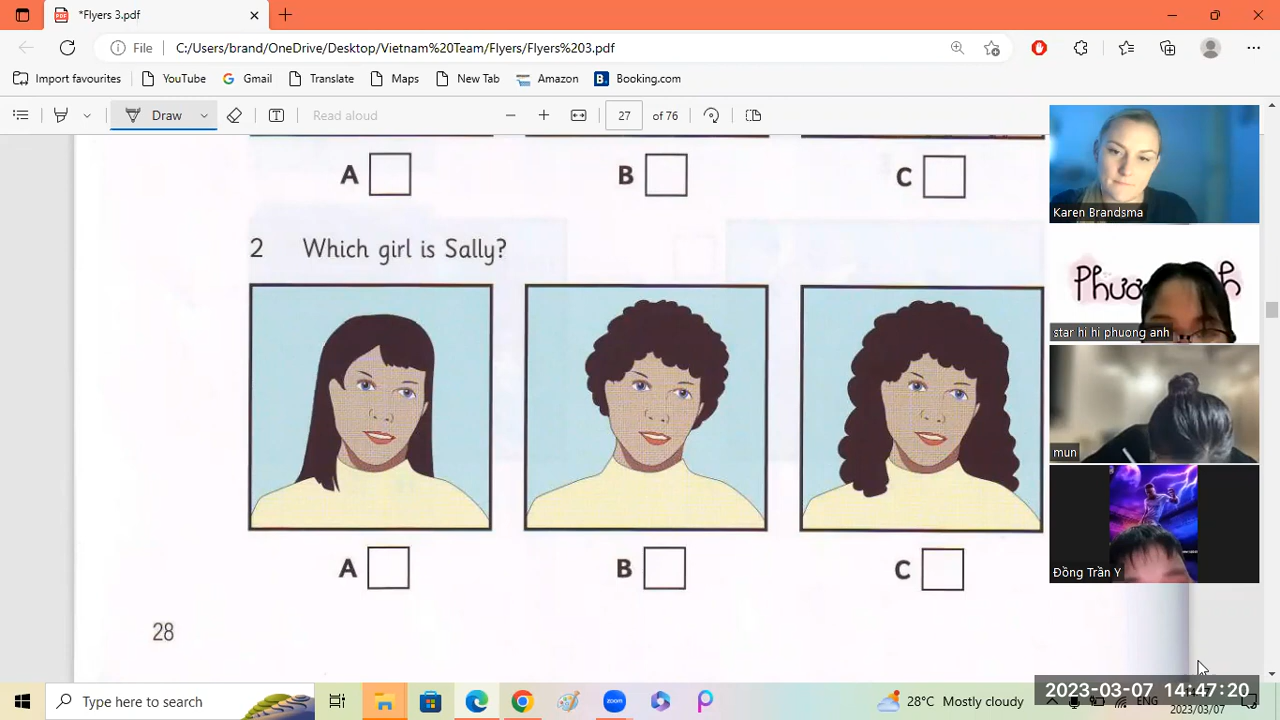 *Flyers 3.pdf
File
C:/Users/brand/OneDrive/Desktop/Vietnam%20Team/Flyers/Flyers%203.pdf
Import favourites
YouTube
Gmail
Translate
Maps
New Tab
Amazon
B.
Booking.com
Draw
Read aloud
27
of 76
A
B
C
Karen Brandsma
2 Which girl is Sally?
star hi hi phuong anh
mun
Đồng Trần Y
A
B
C
28
Type here to search
zoom
28°C Mostly cloudy
ENG
2023-03-07 14:47:20
2023/03/07